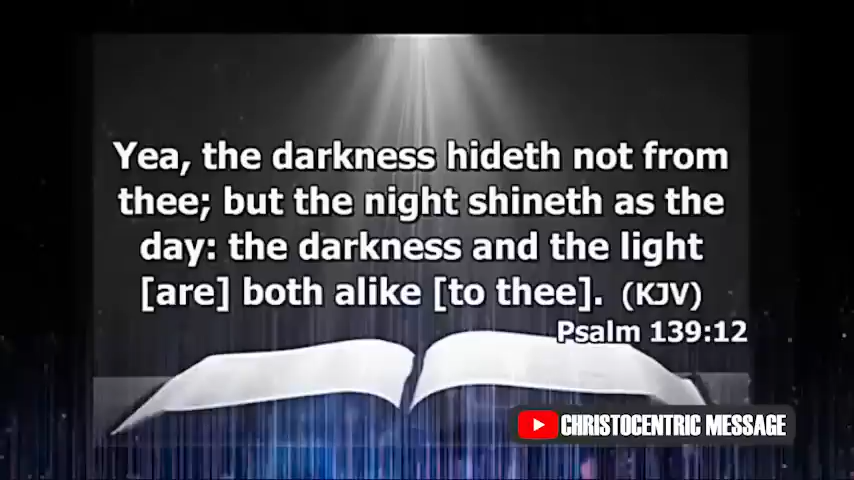 Yea, the darkness hideth not from
thee; but the night shineth as the
day: the darkness and the light
[are] both alike [to thee]. (KJV)
Psalm 139:12
CHRISTOCENTRIC MESSAGE